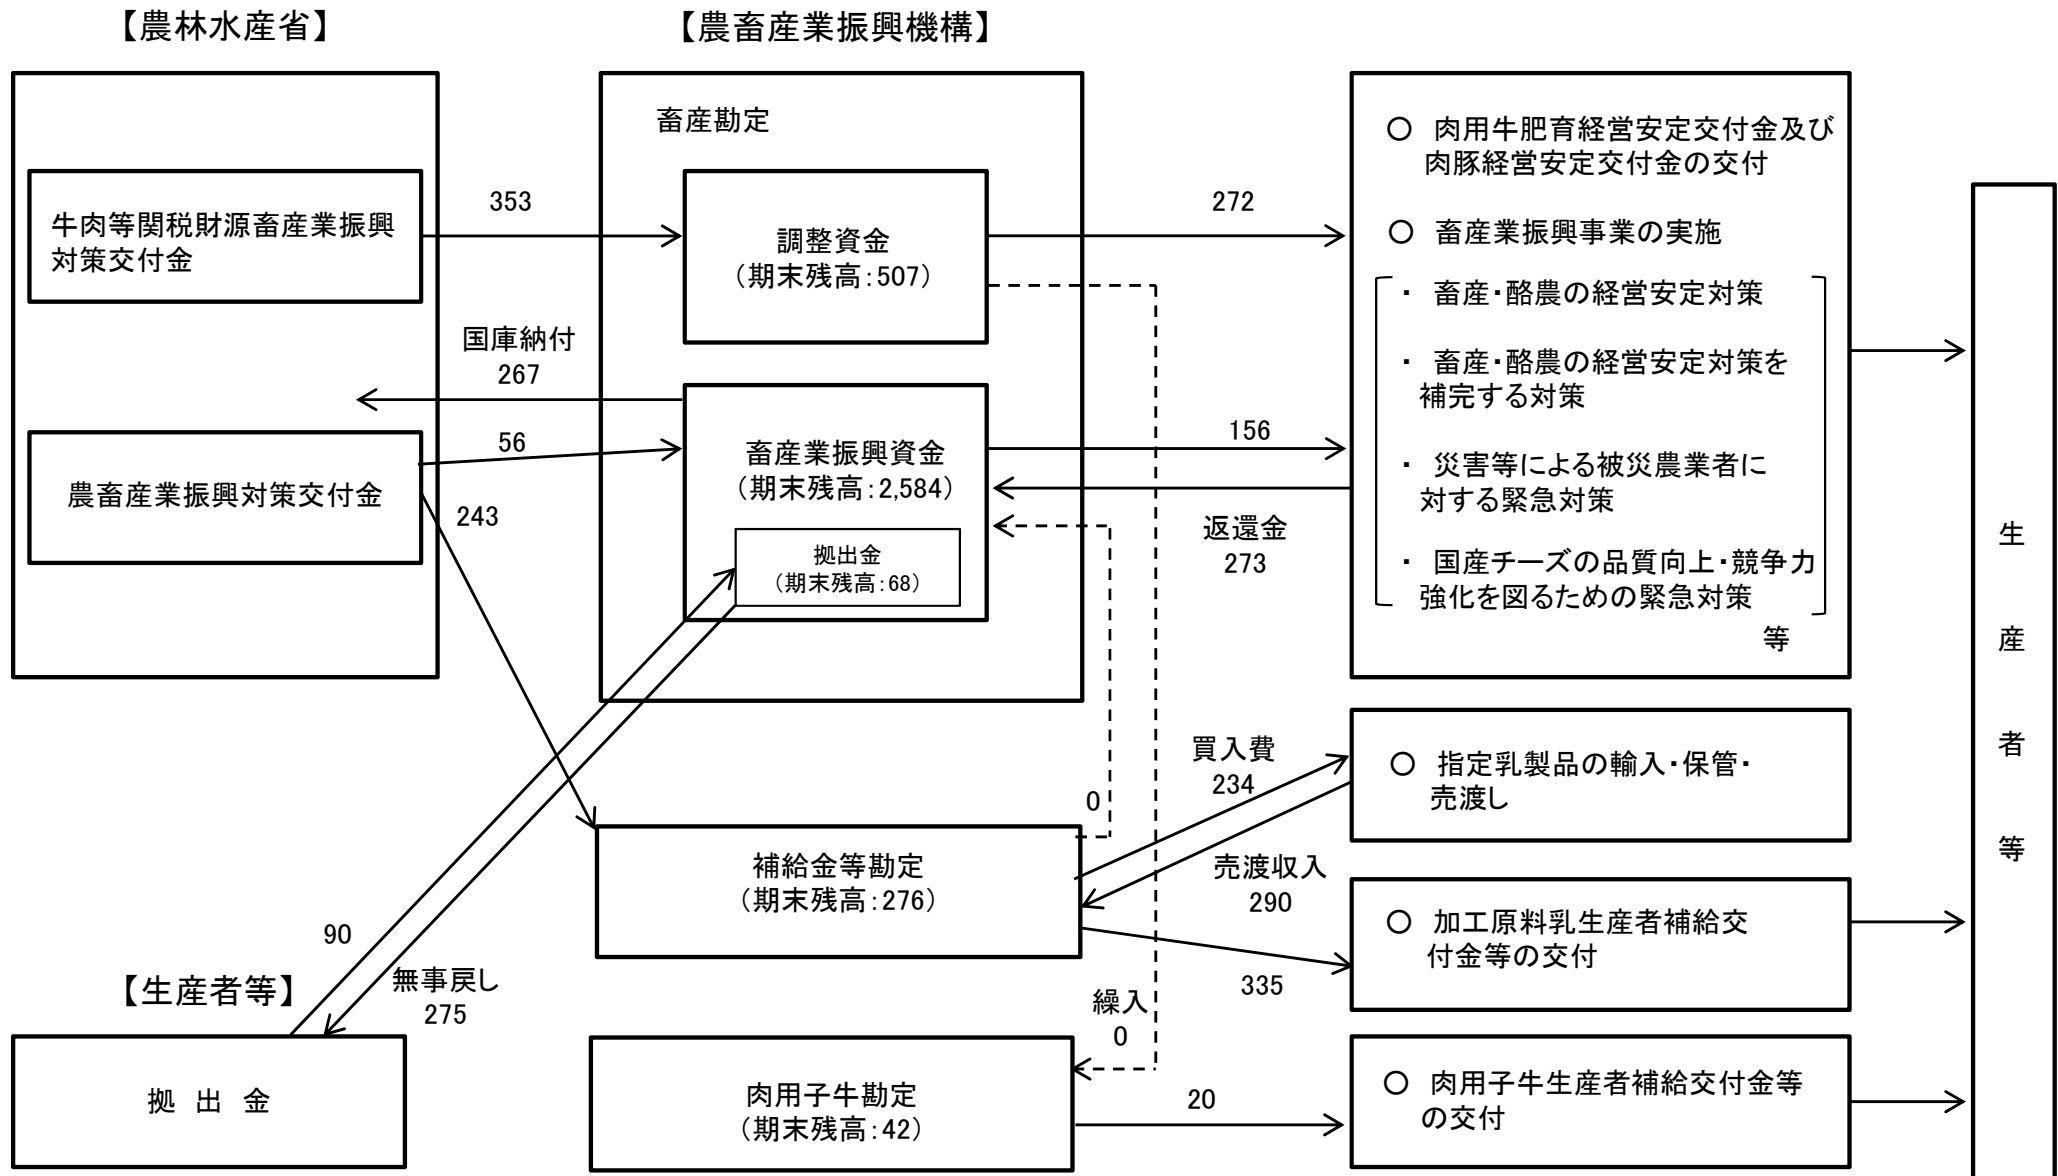 【農林水産省】
【農畜産業振興機構】
畜産勘定
牛肉等関税財源畜産業振興
対策交付金
353
調整資金
（期末残高：507）
272
国庫納付
267
農畜産業振興対策交付金
56
243
畜産業振興資金
（期末残高：2,584）
拠出金
（期末残高：68）
156
返還金
273
○ 肉用牛肥育経営安定交付金及び
肉豚経営安定交付金の交付
○ 畜産業振興事業の実施
・ 畜産・酪農の経営安定対策
・ 畜産・酪農の経営安定対策を
補完する対策
・ 災害等による被災農業者に
対する緊急対策
・ 国産チーズの品質向上・競争力
強化を図るための緊急対策
等
生
産
者
等
買入費
234
0
○ 指定乳製品の輸入・保管・
売渡し
補給金等勘定
（期末残高：276）
売渡収入
290
335
○ 加工原料乳生産者補給交
付金等の交付
90
無事戻し
275
【生産者等】
拠 出 金
繰入
0
肉用子牛勘定
（期末残高：42）
20
○ 肉用子牛生産者補給交付金等
の交付